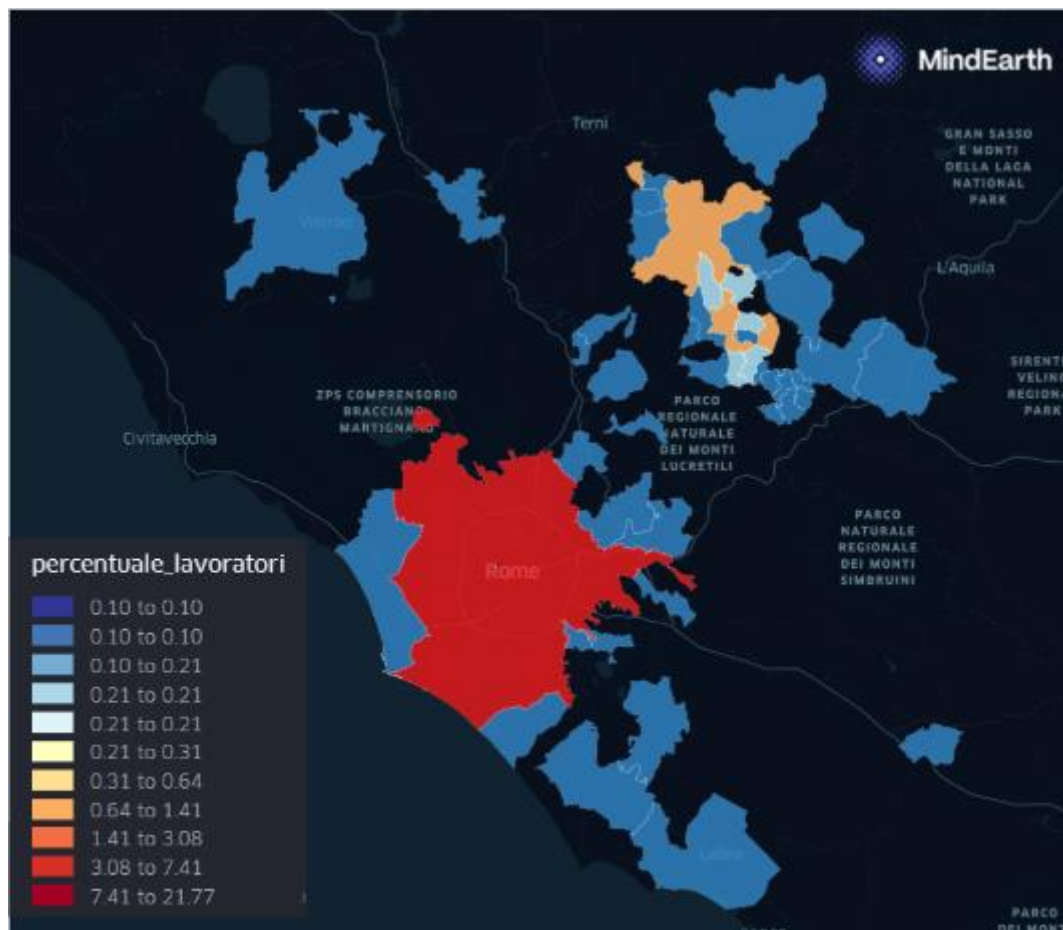 MindEarth
Terni
GRAN SASSO
E MONTI
DELLA LAGA
NATIONAL
PARK
Viterbo
L'Aquila
SIRENTE
VELINO
REGIONAL
PARK
ZPS COMPRENSORIO
BRACCIANO
MARTIGNANO
PARCO
REGIONALE
NATURALE
DEI MONTI
LUCRETILI
Civitavecchia
PARCO
NATURALE
REGIONALE
DEI MONTI
SIMBRUINI
Rome
percentuale_lavoratori
0.10 to 0.10
0.10 to 0.10
0.10 to 0.21
0.21 to 0.21
0.21 to 0.21
0.21 to 0.31
0.31 to 0.64
0.64 to 1.41
1.41 to 3.08
3.08 to 7.41
7.41 to 21.77
Latina
PARCO